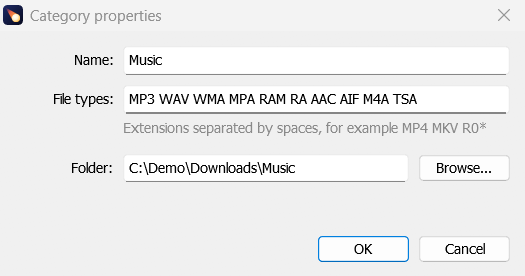 Category properties
Name: Music
File types: MP3 WAV WMA MPA RAM RA AAC AIF M4A TSA
Extensions separated by spaces, for example MP4 MKV R0*
Folder: C:\Demo\Downloads\Music Browse...
OK Cancel